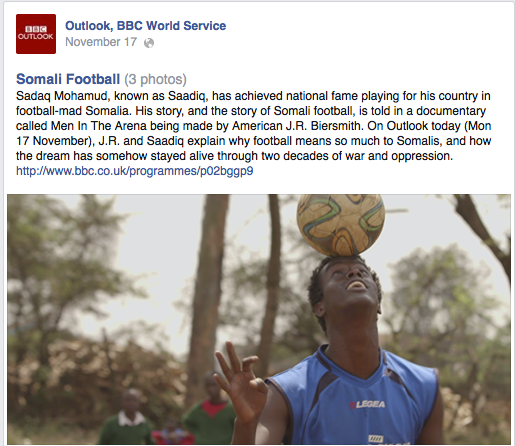 BBC
OUTLOOK
Outlook, BBC World Service
November 17
Somali Football (3 photos)
Sadaq Mohamud, known as Saadiq, has achieved national fame playing for his country in
football-mad Somalia. His story, and the story of Somali football, is told in a documentary
called Men In The Arena being made by American J.R. Biersmith. On Outlook today (Mon
17 November), J.R. and Saadiq explain why football means so much to Somalis, and how
the dream has somehow stayed alive through two decades of war and oppression.
http://www.bbc.co.uk/programmes/p02bggp9
LEGEA